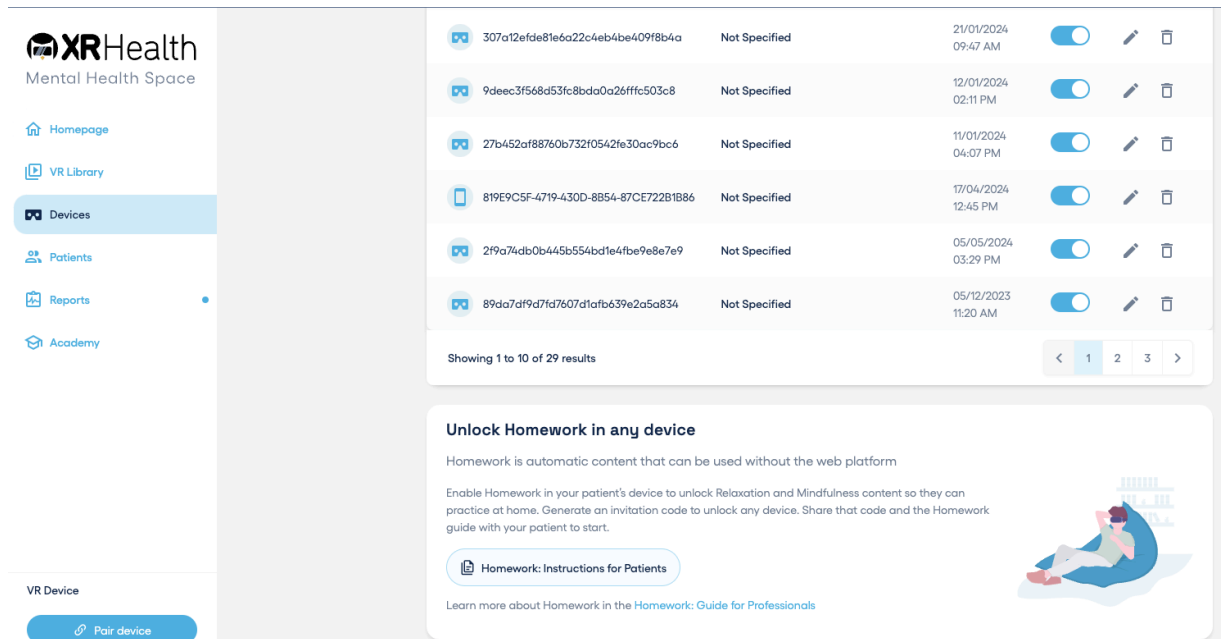 XRHealth
Mental Health Space
Homepage
VR Library
Devices
Patients
Reports
Academy
VR Device
Pair device
307a12efde81e6a22c4eb4be409f8b4a Not Specified 21/01/2024 09:47 AM
9deec3f568d53fc8bda0a26fffc503c8 Not Specified 12/01/2024 02:11 PM
27b452af88760b732f0542fe30ac9bc6 Not Specified 11/01/2024 04:07 PM
819E9C5F-4719-430D-8B54-87CE722B1B86 Not Specified 17/04/2024 12:45 PM
2f9a74db0b445b554bd1e4fbe9e8e7e9 Not Specified 05/05/2024 03:29 PM
89da7df9d7fd7607d1afb639e2a5a834 Not Specified 05/12/2023 11:20 AM
Showing 1 to 10 of 29 results
1 2 3
Unlock Homework in any device
Homework is automatic content that can be used without the web platform
Enable Homework in your patient's device to unlock Relaxation and Mindfulness content so they can
practice at home. Generate an invitation code to unlock any device. Share that code and the Homework
guide with your patient to start.
Homework: Instructions for Patients
Learn more about Homework in the Homework: Guide for Professionals